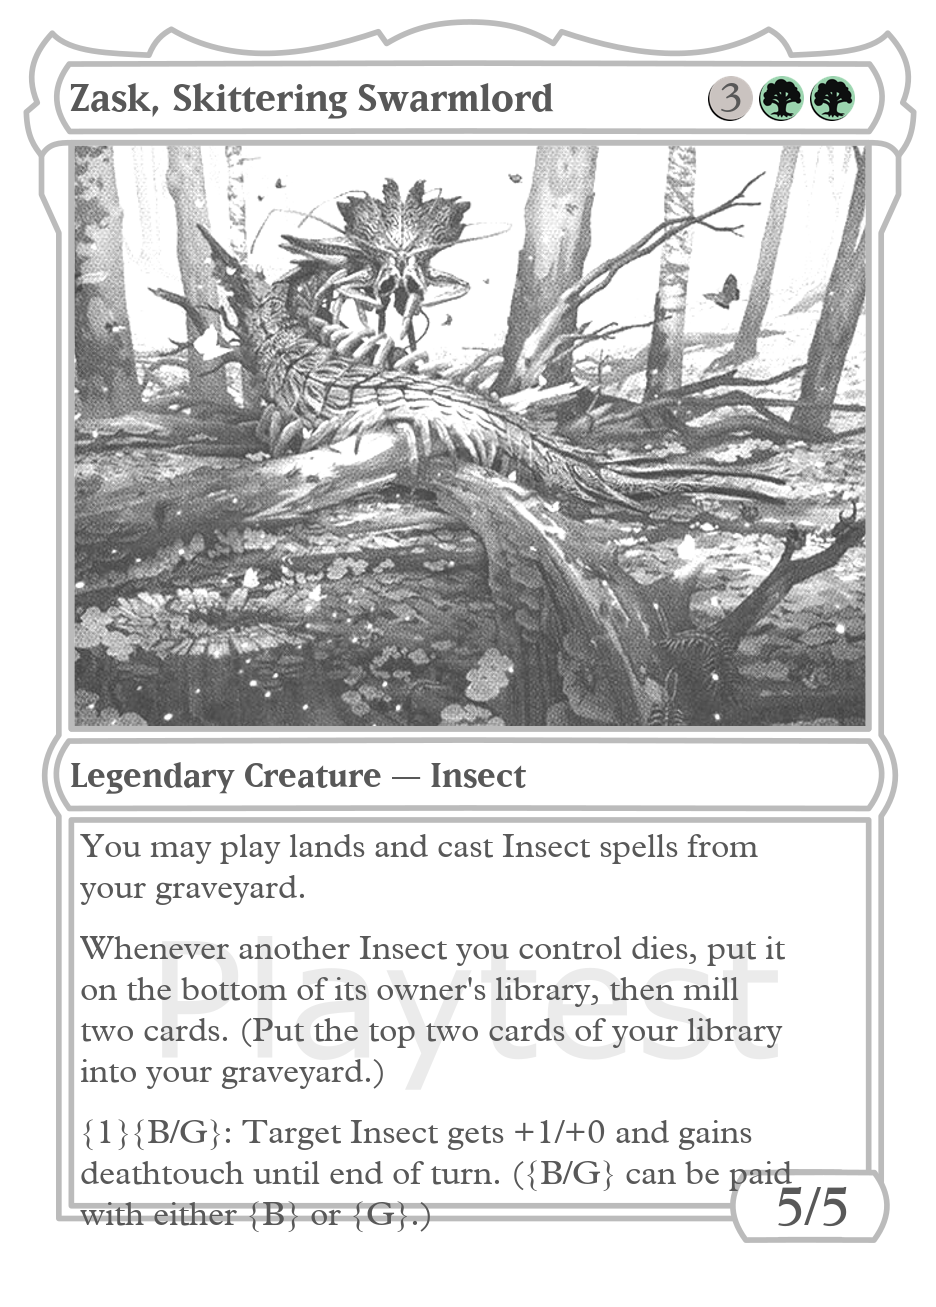 Zask, Skittering Swarmlord 3
Legendary Creature — Insect
You may play lands and cast Insect spells from
your graveyard.
Whenever another Insect you control dies, put it
on the bottom of its owner's library, then mill
two cards. (Put the top two cards of your library
into your graveyard.)
{1}{B/G}: Target Insect gets +1/+0 and gains
deathtouch until end of turn. ({B/G} can be paid
with either {B} or {G}.)
Playtest
5/5